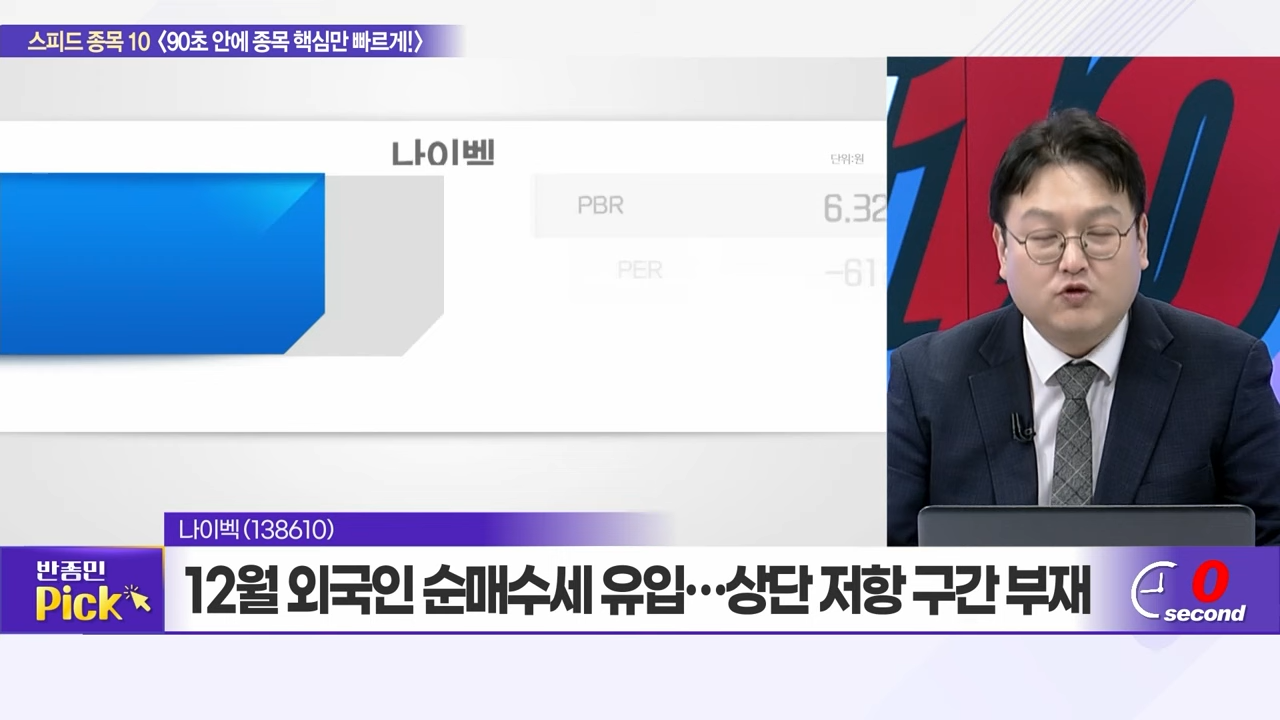 스피드 종목 10 〈90초 안에 종목 핵심만 빠르게!〉
나이벡
단위:원
PBR 6.32
PER -61
10
나이벡(138610)
반종민 Pick
12월 외국인 순매수세 유입…상단 저항 구간 부재
0 second